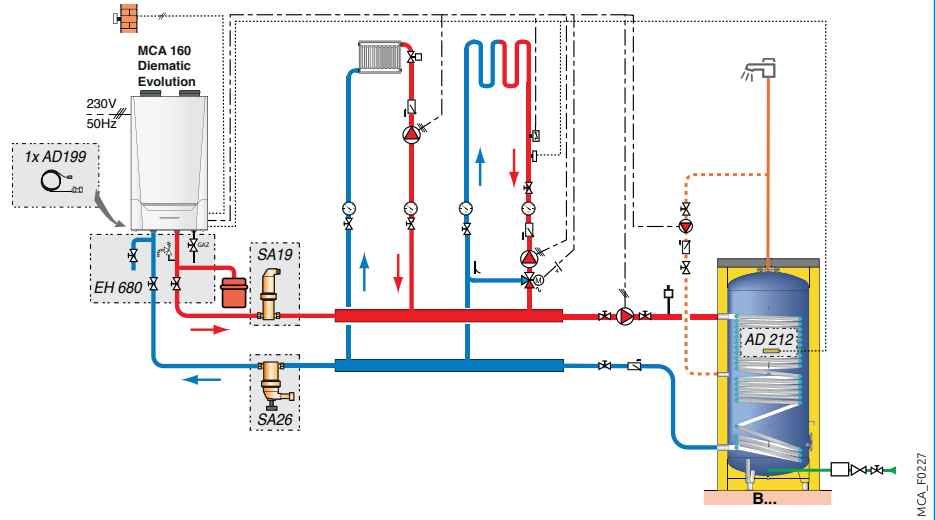 MCA 160
Diematic
Evolution
230V
50Hz
1x AD199
GAZ
EH 680
SA19
SA26
M
AD 212
B...
MCA_F0227